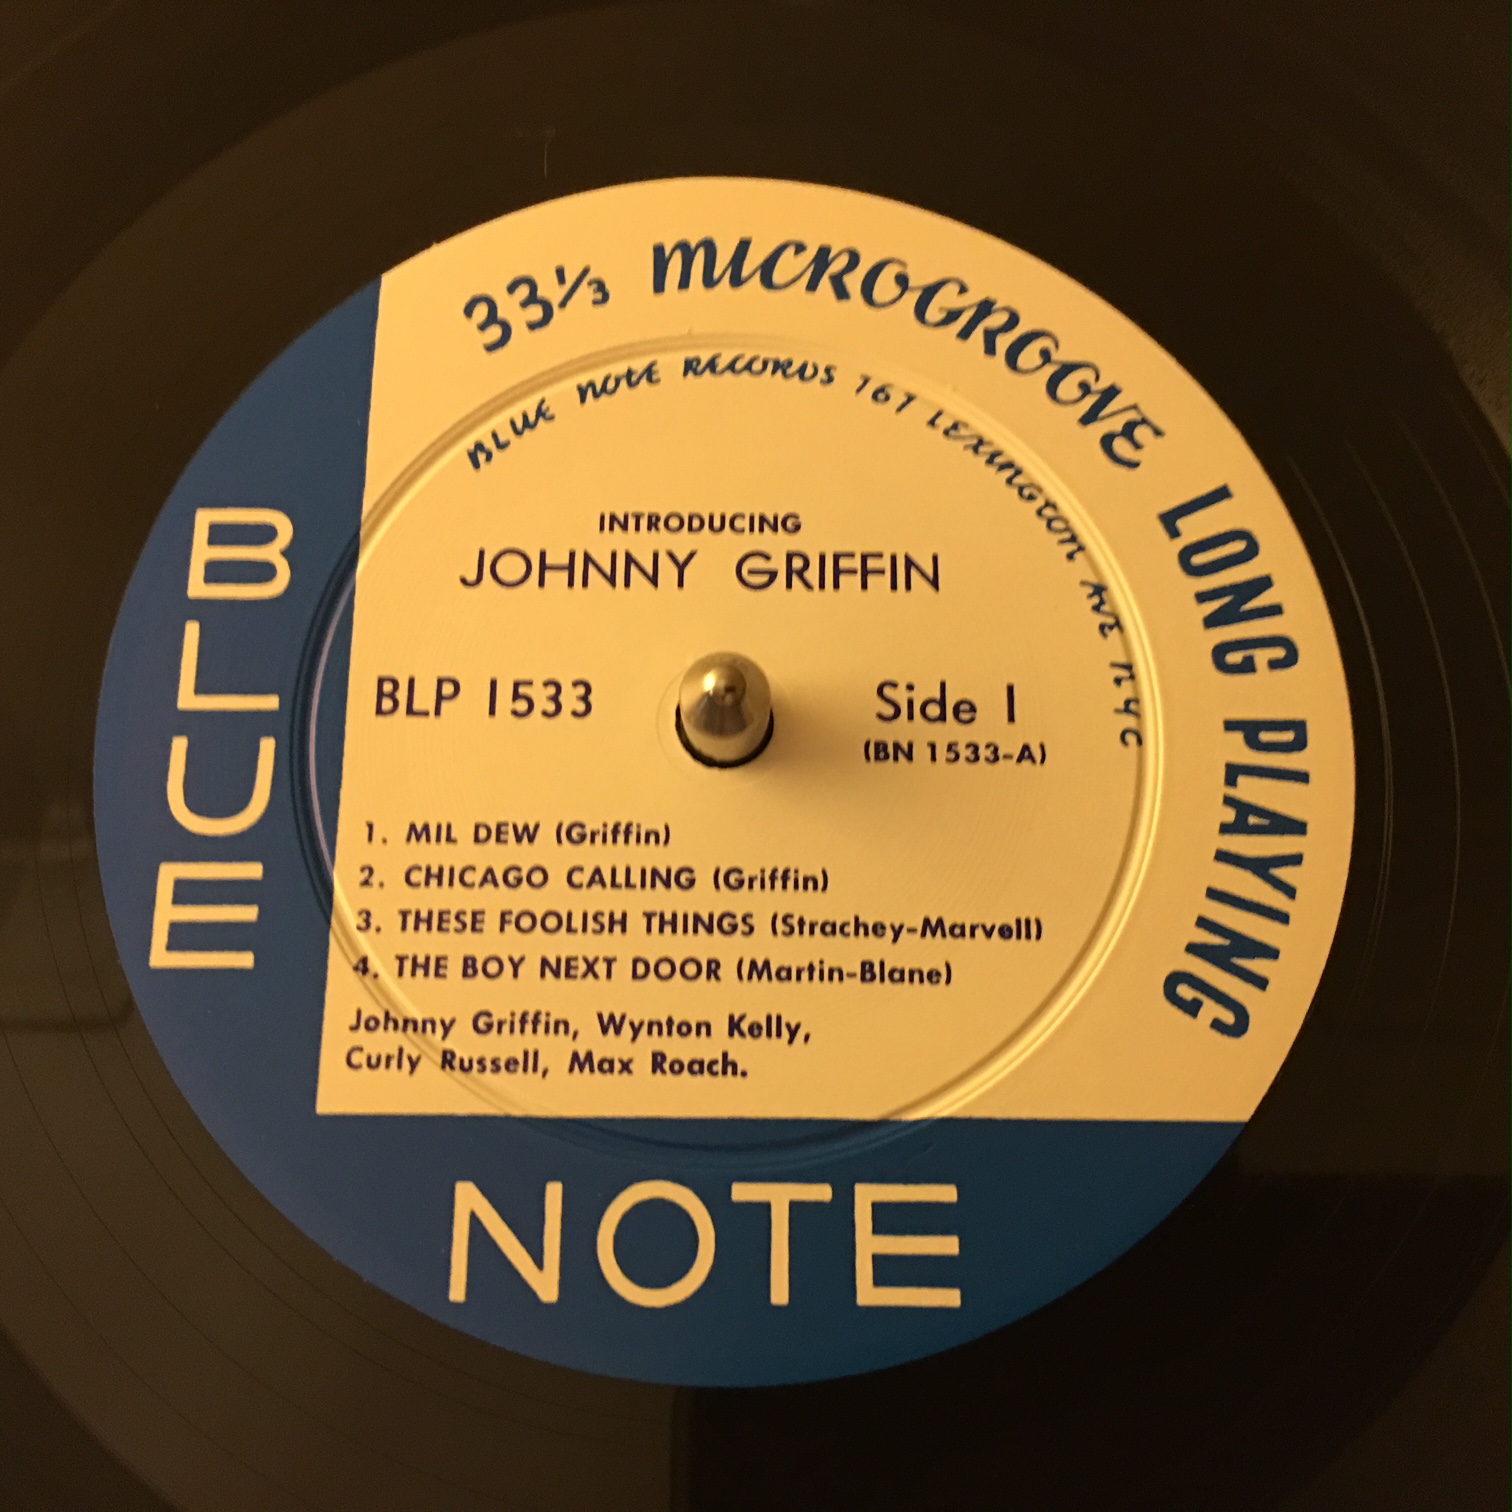 33⅓ MICROGROOVE LONG PLAYING
BLUE NOTE RECORDS 767 LEXINGTON AVE NYC
INTRODUCING
JOHNNY GRIFFIN
BLP 1533
Side 1
(BN 1533-A)
1. MIL DEW (Griffin)
2. CHICAGO CALLING (Griffin)
3. THESE FOOLISH THINGS (Strachey-Marvell)
4. THE BOY NEXT DOOR (Martin-Blane)
Johnny Griffin, Wynton Kelly,
Curly Russell, Max Roach.
BLUE
NOTE